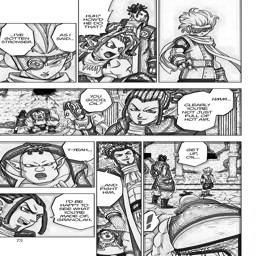 HUH?
HOW'D
HE DO
THAT?
...I'VE
GOTTEN
STRONGER.
AS I
SAID...
HMM...
CLEARLY
YOU'RE
NOT JUST
FULL OF
HOT AIR.
YOU
GOOD,
OIL?
Y-YEAH...
GET
UP,
OIL...
...AND
FIGHT
HIM.
I'D BE
HAPPY TO
SEE WHAT
YOU'RE
MADE OF,
GRANOLAH.